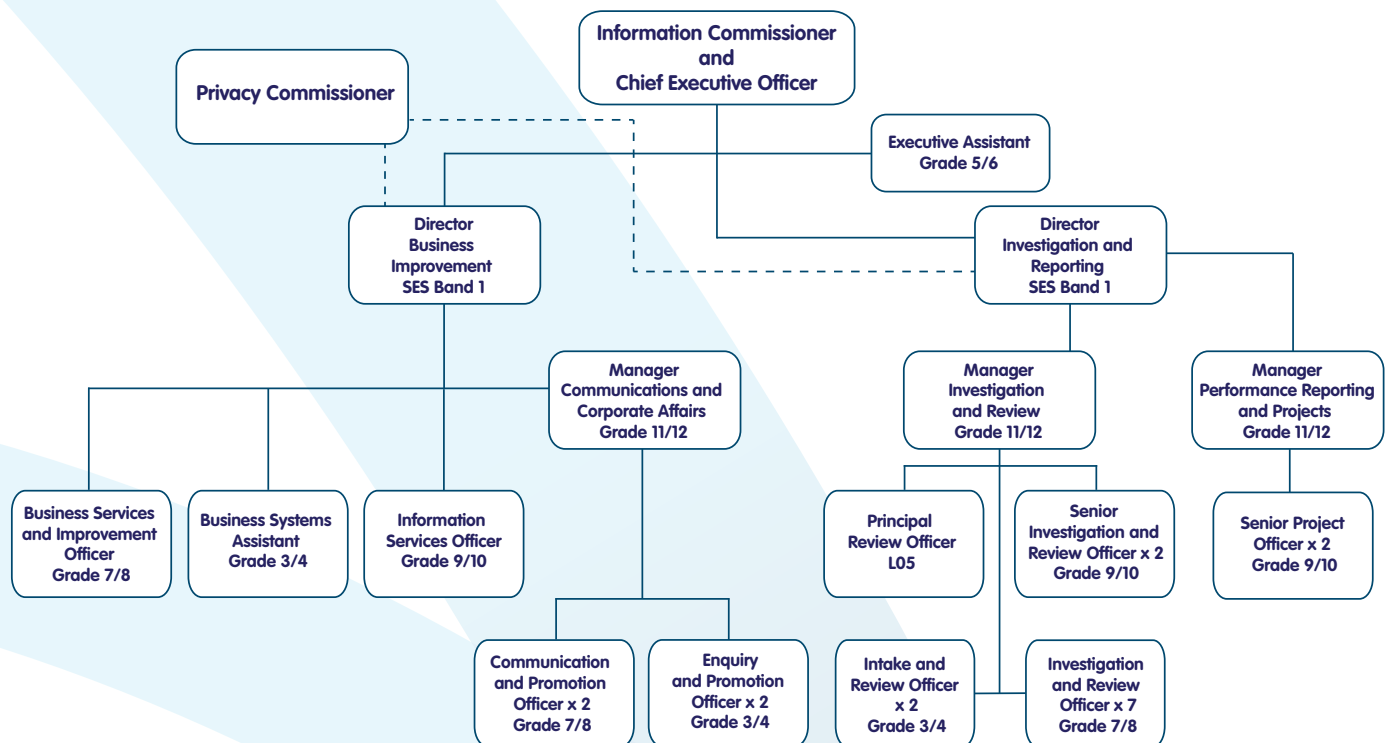 Information Commissioner
and
Chief Executive Officer
Privacy Commissioner
Executive Assistant
Grade 5/6
Director
Business
Improvement
SES Band 1
Director
Investigation and
Reporting
SES Band 1
Manager
Communications and
Corporate Affairs
Grade 11/12
Manager
Investigation
and Review
Grade 11/12
Manager
Performance Reporting
and Projects
Grade 11/12
Business Services
and Improvement
Officer
Grade 7/8
Business Systems
Assistant
Grade 3/4
Information
Services Officer
Grade 9/10
Principal
Review Officer
L05
Senior
Investigation and
Review Officer x 2
Grade 9/10
Senior Project
Officer x 2
Grade 9/10
Communication
and Promotion
Officer x 2
Grade 7/8
Enquiry
and Promotion
Officer x 2
Grade 3/4
Intake and
Review Officer
x 2
Grade 3/4
Investigation
and Review
Officer x 7
Grade 7/8